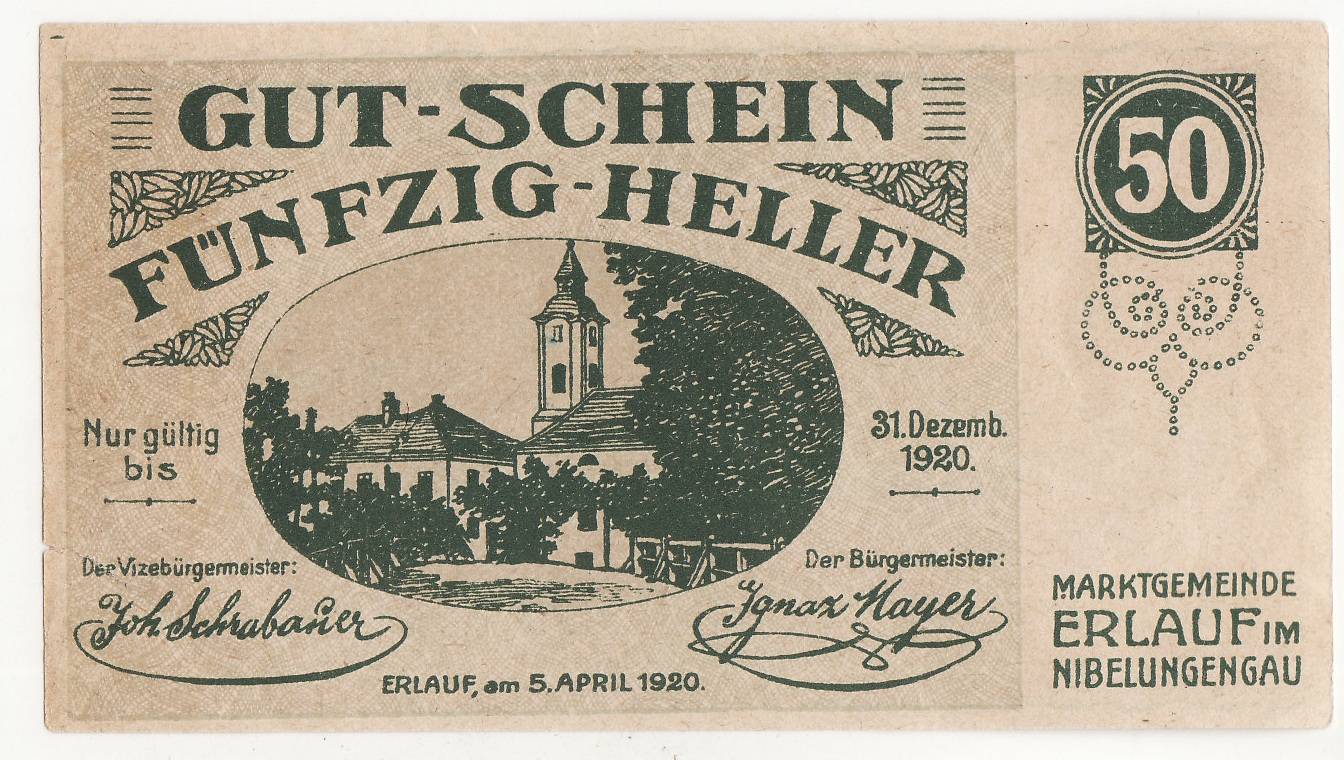 GUT-SCHEIN
FÜNFZIG-HELLER
50
Nur gültig
bis
31.Dezemb.
1920.
Der Vizebürgermeister:
Joh. Schrabauer
Der Bürgermeister:
Ignaz Mayer
ERLAUF, am 5. APRIL 1920.
MARKTGEMEINDE
ERLAUF IM
NIBELUNGENGAU